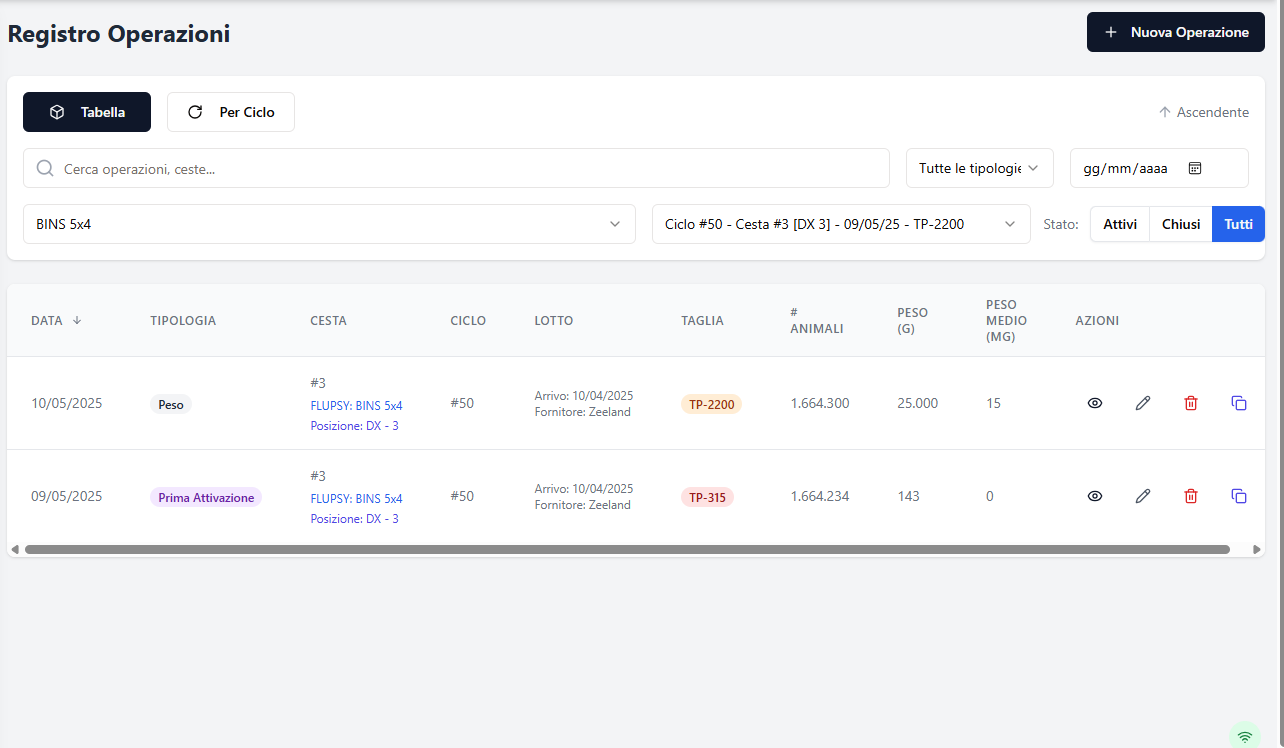 Registro Operazioni
Nuova Operazione
Tabella
Per Ciclo
Ascendente
Cerca operazioni, ceste...
Tutte le tipologie
gg/mm/aaaa
BINS 5x4
Ciclo #50 - Cesta #3 [DX 3] - 09/05/25 - TP-2200
Stato:
Attivi
Chiusi
Tutti
DATA
TIPOLOGIA
CESTA
CICLO
LOTTO
TAGLIA
#
ANIMALI
PESO
(G)
PESO
MEDIO
(MG)
AZIONI
10/05/2025
Peso
#3
FLUPSY: BINS 5x4
Posizione: DX - 3
#50
Arrivo: 10/04/2025
Fornitore: Zeeland
TP-2200
1.664.300
25.000
15
09/05/2025
Prima Attivazione
#3
FLUPSY: BINS 5x4
Posizione: DX - 3
#50
Arrivo: 10/04/2025
Fornitore: Zeeland
TP-315
1.664.234
143
0